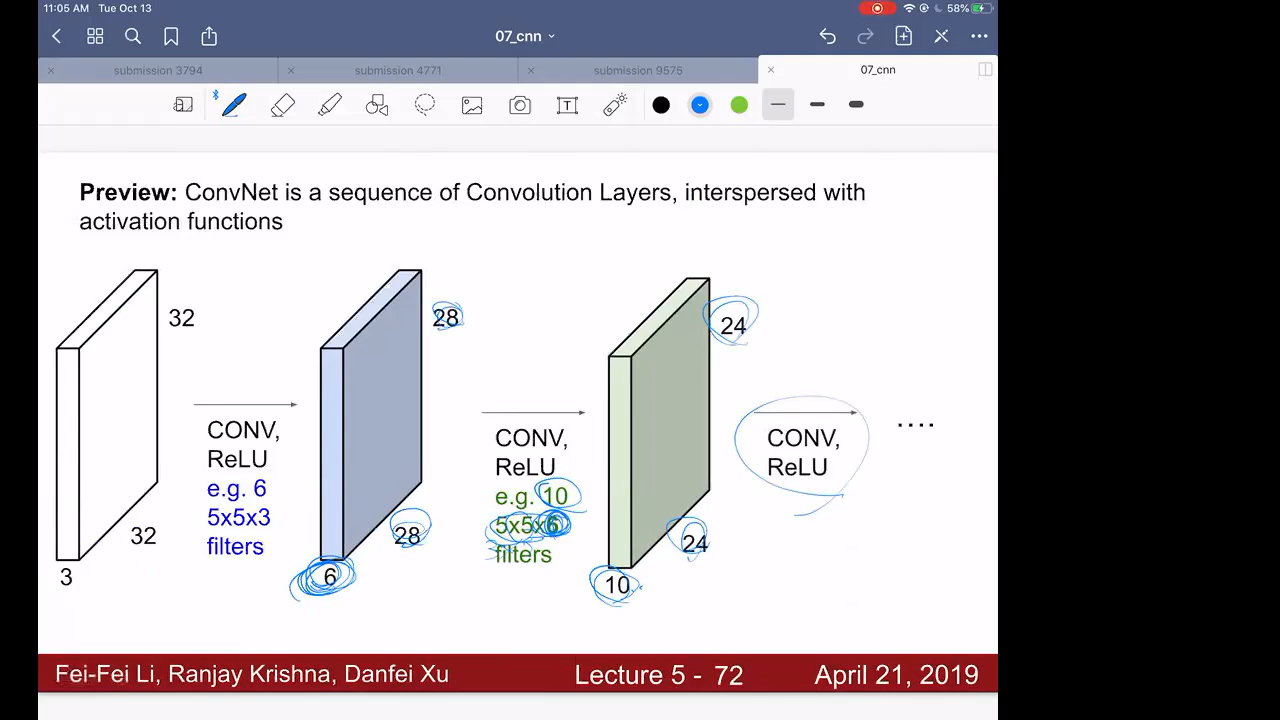 11:05 AM Tue Oct 13
58%
07_cnn
submission 3794
submission 4771
submission 9575
07_cnn
T
Preview: ConvNet is a sequence of Convolution Layers, interspersed with
activation functions
32
32
3
CONV,
ReLU
e.g. 6
5x5x3
filters
28
28
6
CONV,
ReLU
e.g. 10
5x5x6
filters
24
24
10
CONV,
ReLU
....
Fei-Fei Li, Ranjay Krishna, Danfei Xu
Lecture 5 - 72
April 21, 2019